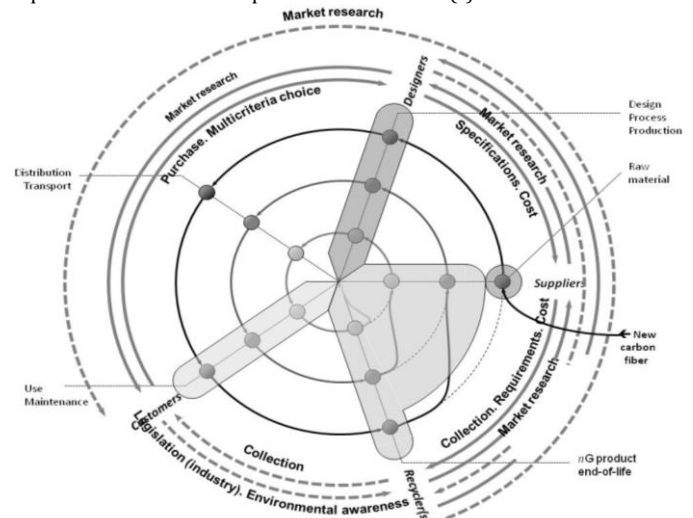 Market research
Designers
Market research
Purchase. Multicriteria choice
Market research
Specifications. Cost
Design
Process
Production
Distribution
Transport
Raw
material
Suppliers
New
carbon
fiber
Use
Maintenance
Customers
Collection. Requirements. Cost
Market research
Collection
Legislation (industry). Environmental awareness
Recycler(s)
nG product
end-of-life